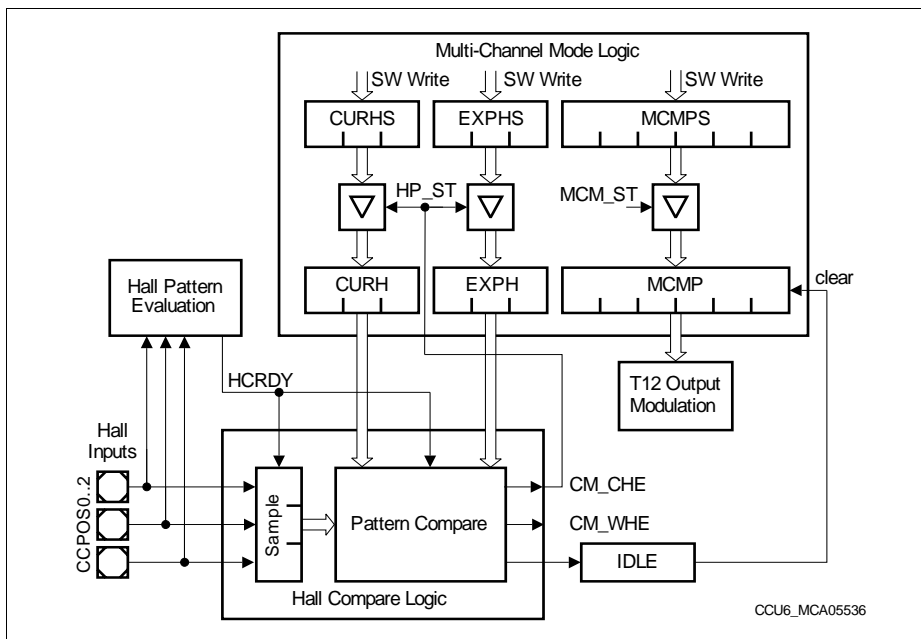 Multi-Channel Mode Logic
SW Write
SW Write
SW Write
CURHS
EXPHS
MCMPS
HP_ST
MCM_ST
CURH
EXPH
MCMP
clear
Hall Pattern
Evaluation
T12 Output
Modulation
HCRDY
Hall
Inputs
CCPOS0..2
Sample
Pattern Compare
CM_CHE
CM_WHE
IDLE
Hall Compare Logic
CCU6_MCA05536